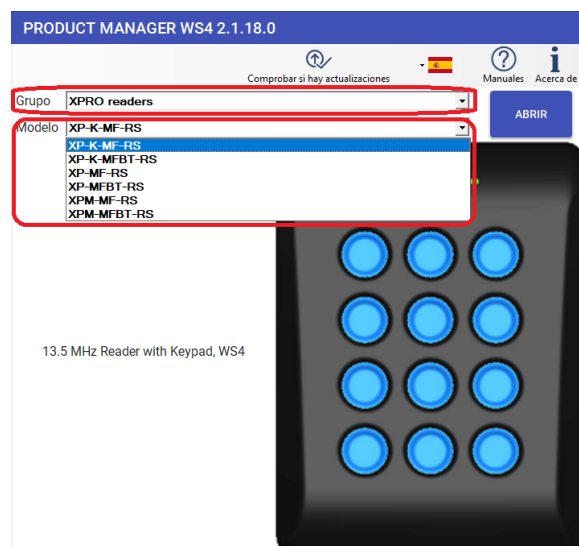 PRODUCT MANAGER WS4 2.1.18.0
Comprobar si hay actualizaciones
Manuales
Acerca de
Grupo XPRO readers
ABRIR
Modelo XP-K-MF-RS
XP-K-MF-RS
XP-K-MFBT-RS
XP-MF-RS
XP-MFBT-RS
XPM-MF-RS
XPM-MFBT-RS
13.5 MHz Reader with Keypad, WS4